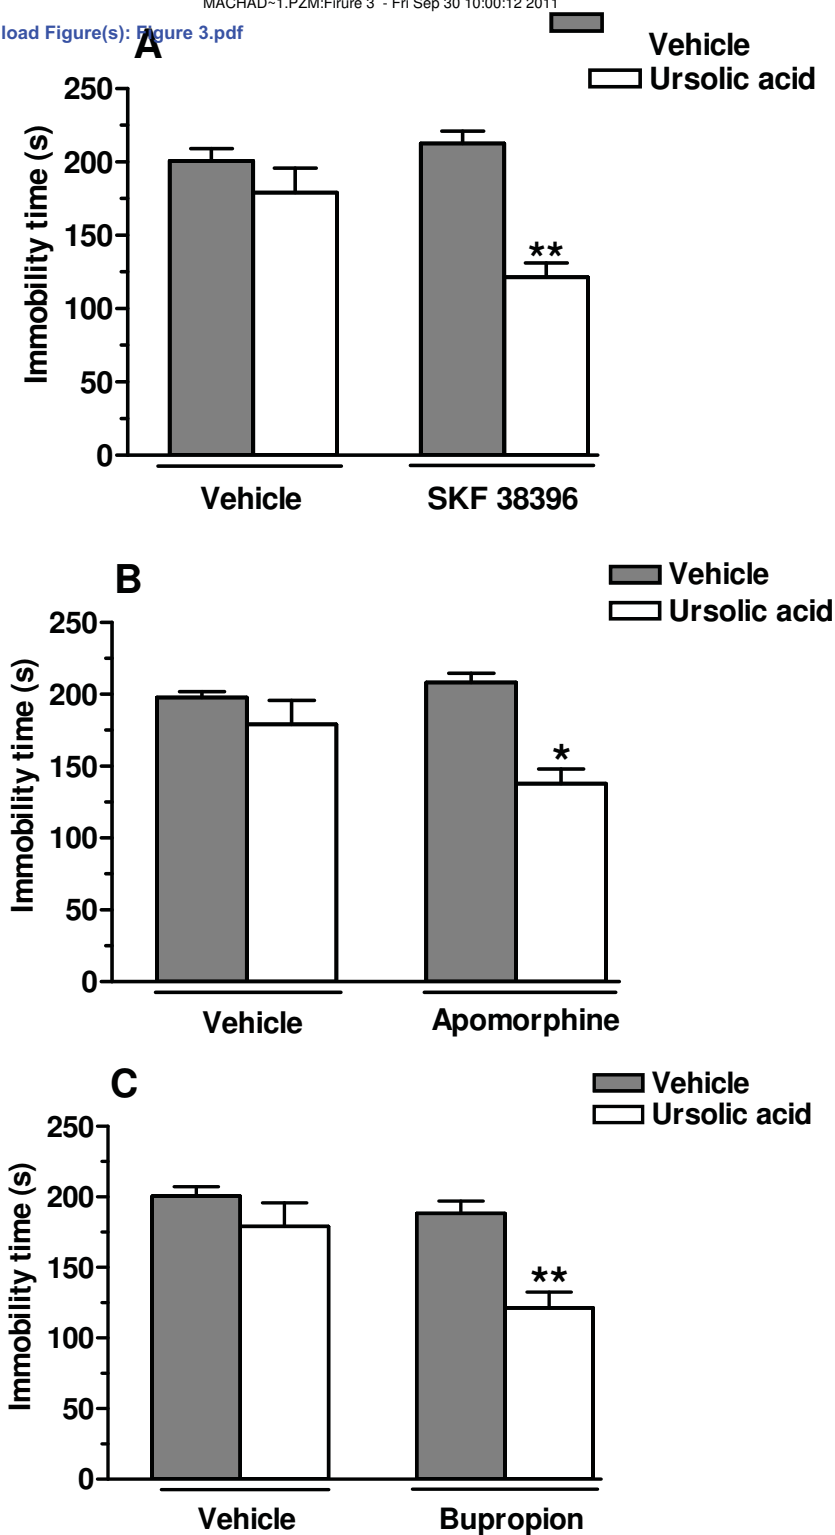 MACHAD~1.PZM:Firure 3 - Fri Sep 30 10:00:12 2011
load Figure(s): Figure 3.pdf
A
Vehicle
Ursolic acid
Immobility time (s)
250
200
150
100
50
0
**
Vehicle
SKF 38396
B
Vehicle
Ursolic acid
Immobility time (s)
250
200
150
100
50
0
*
Vehicle
Apomorphine
C
Vehicle
Ursolic acid
Immobility time (s)
250
200
150
100
50
0
**
Vehicle
Bupropion